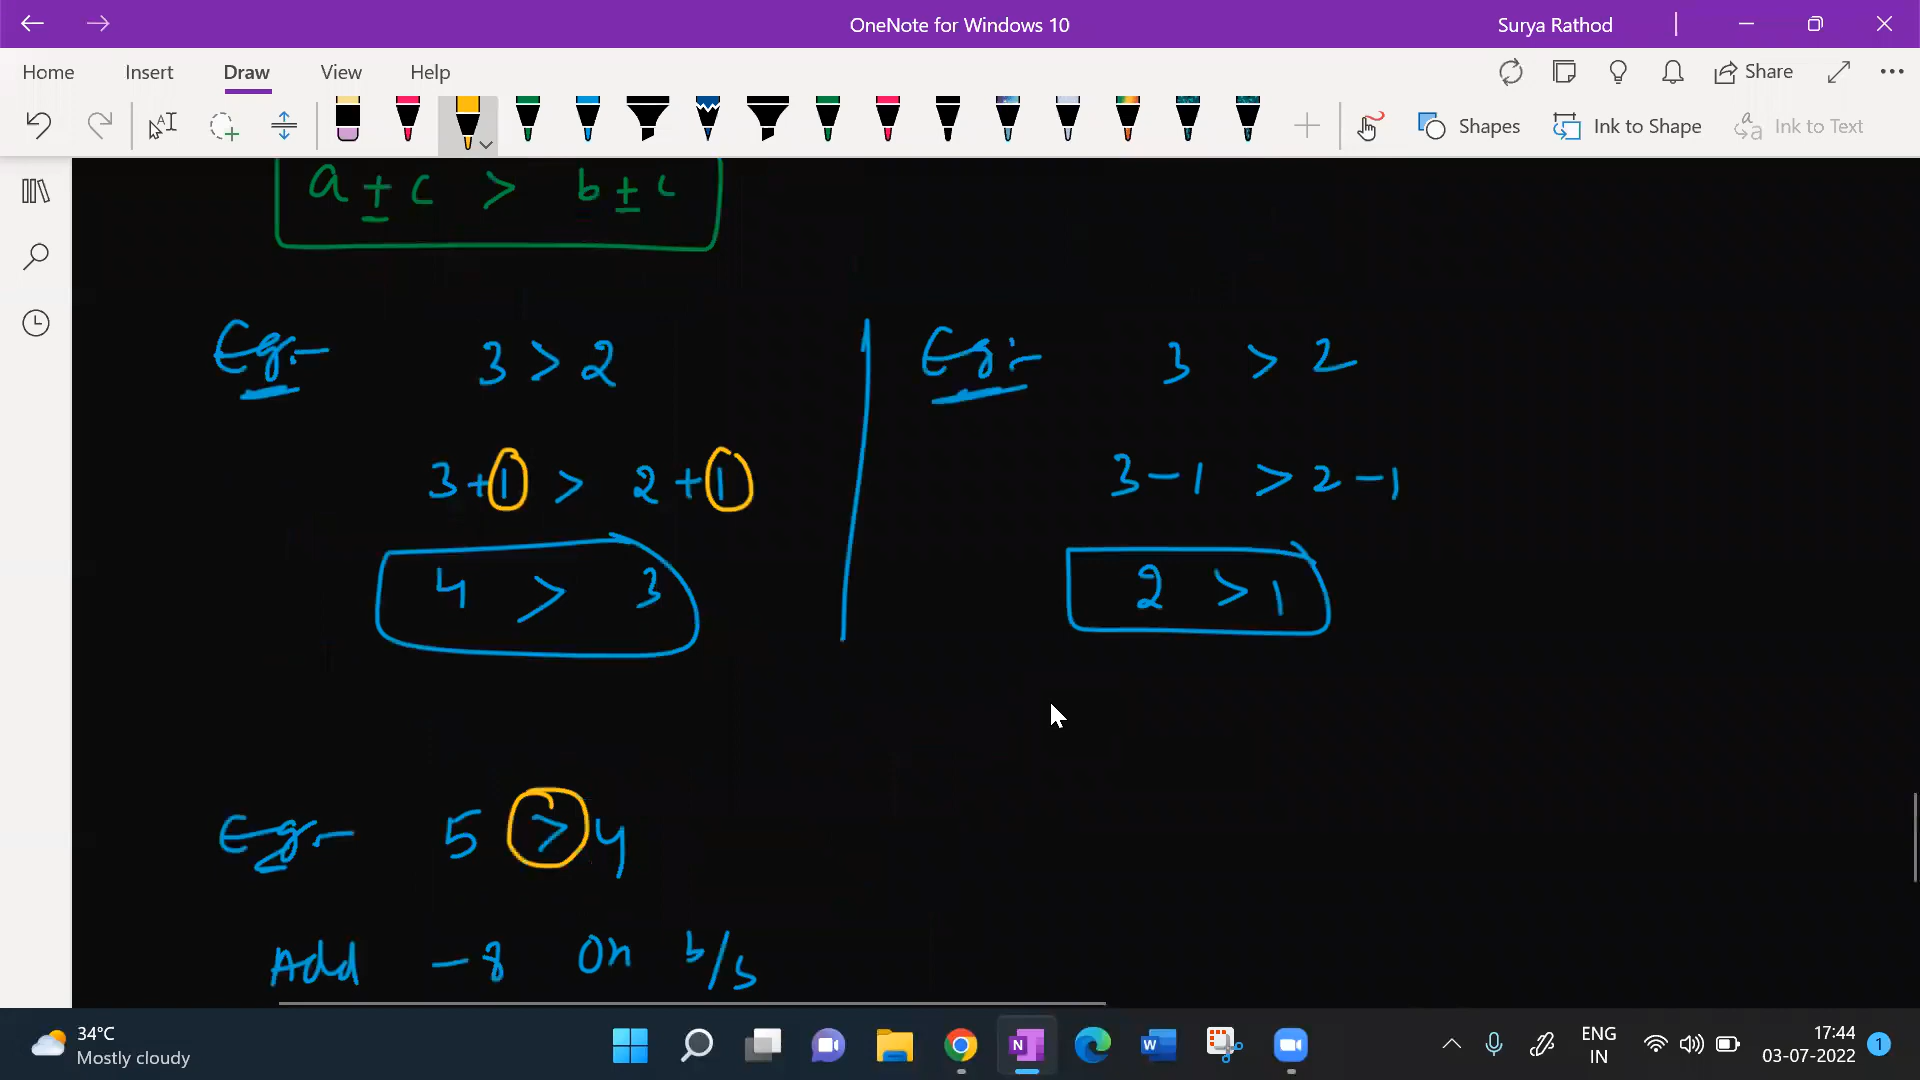 OneNote for Windows 10
Surya Rathod
Home Insert Draw View Help
Share
Shapes Ink to Shape Ink to Text
a ± c > b ± c
Eg:- 3 > 2
3+1 > 2+1
4 > 3
Eg:- 3 > 2
3-1 > 2-1
2 > 1
Eg:- 5 > 4
Add -8 on b/s
34°C
Mostly cloudy
ENG
IN
17:44
03-07-2022
1